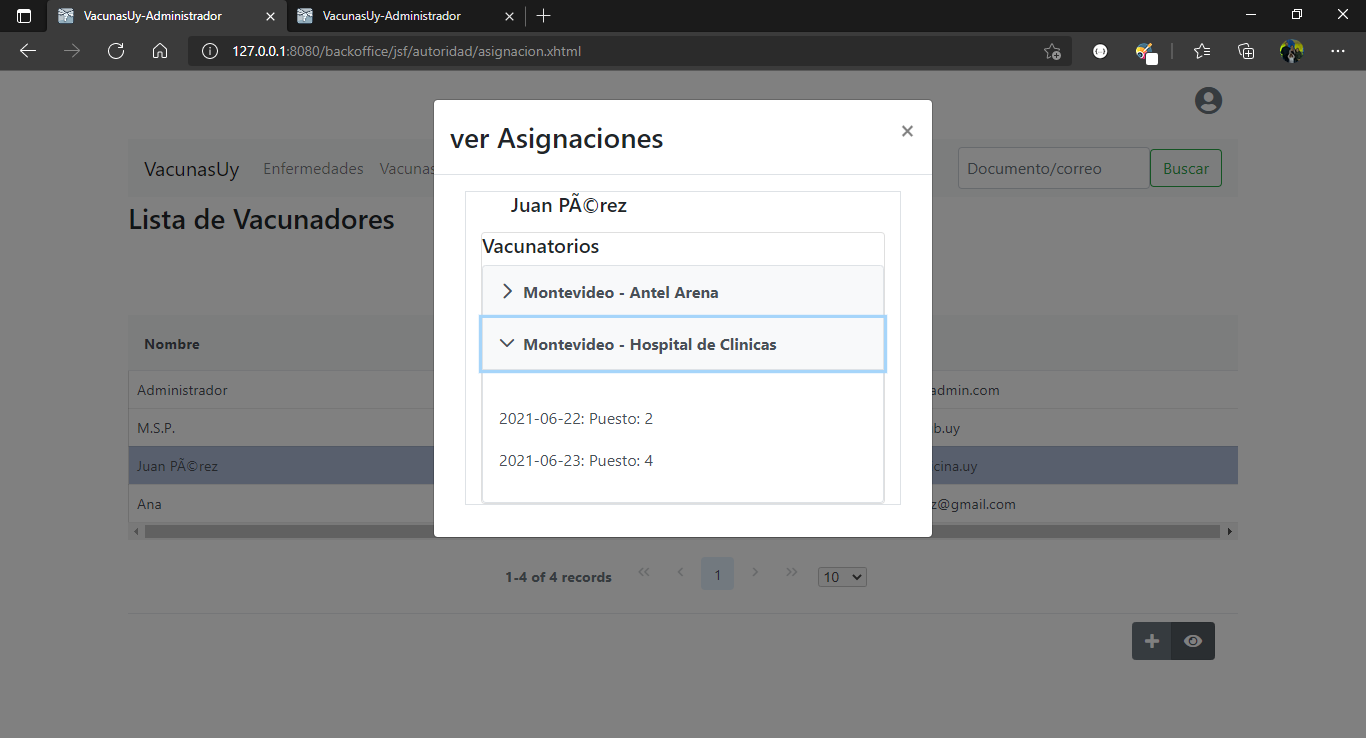 VacunasUy-Administrador
VacunasUy-Administrador
127.0.0.1:8080/backoffice/jsf/autoridad/asignacion.xhtml
VacunasUy Enfermedades Vacunas
Documento/correo
Buscar
Lista de Vacunadores
Nombre
Administrador
admin.com
M.S.P.
b.uy
Juan PÃ©rez
cina.uy
Ana
z@gmail.com
1-4 of 4 records
1
10
ver Asignaciones
Juan PÃ©rez
Vacunatorios
Montevideo - Antel Arena
Montevideo - Hospital de Clinicas
2021-06-22: Puesto: 2
2021-06-23: Puesto: 4